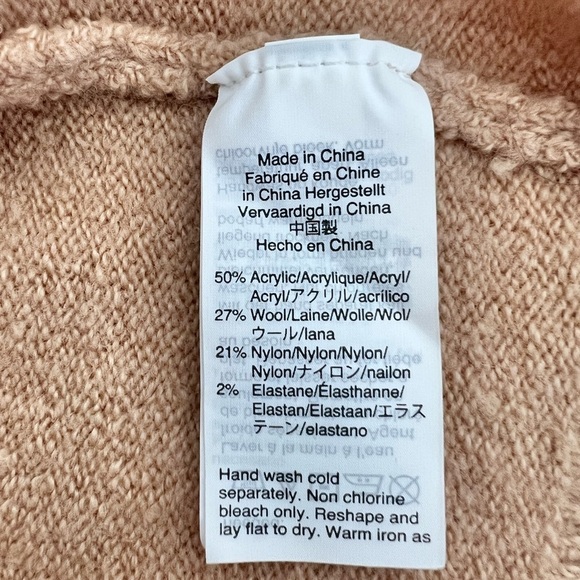 Made in China
Fabriqué en Chine
in China Hergestellt
Vervaardigd in China
中国製
Hecho en China
50% Acrylic/Acrylique/Acryl/
Acryl/アクリル/acrílico
27% Wool/Laine/Wolle/Wol/
ウール/lana
21% Nylon/Nylon/Nylon/
Nylon/ナイロン/nailon
2% Elastane/Élasthanne/
Elastan/Elastaan/エラス
テーン/elastano
Hand wash cold
separately. Non chlorine
bleach only. Reshape and
lay flat to dry. Warm iron as